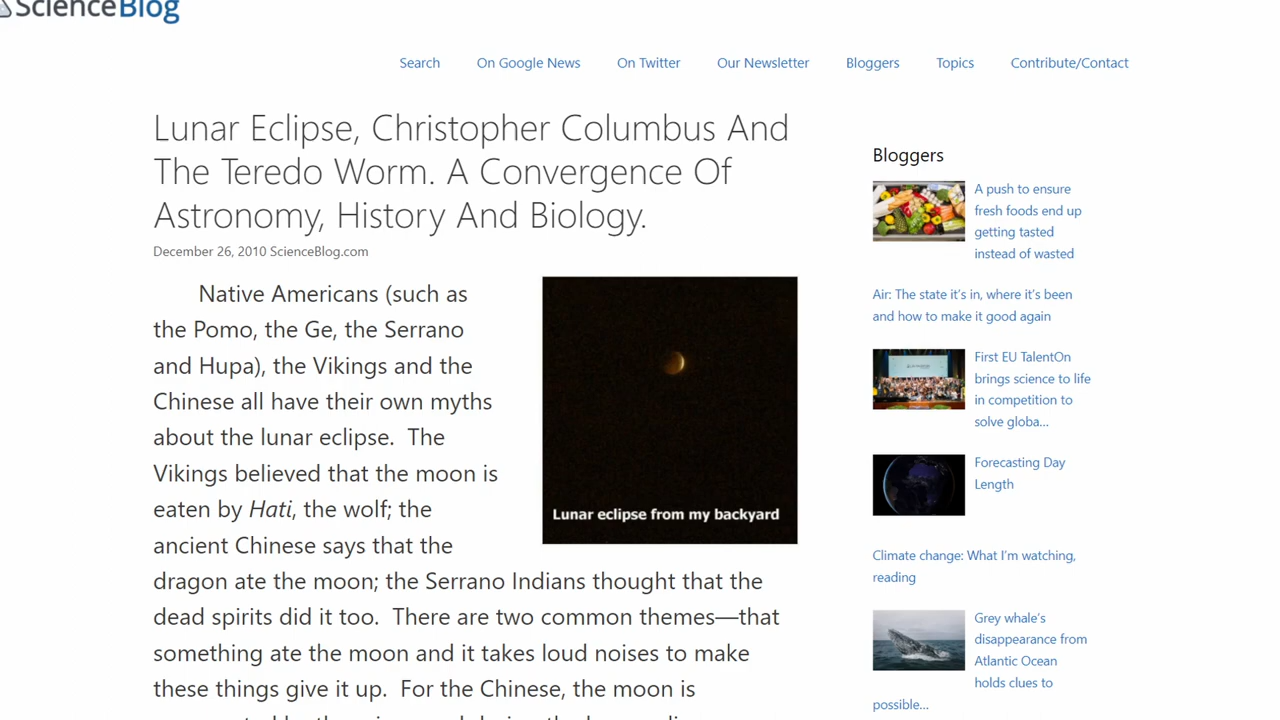 ScienceBlog
Search On Google News On Twitter Our Newsletter Bloggers Topics Contribute/Contact
Lunar Eclipse, Christopher Columbus And
The Teredo Worm. A Convergence Of
Astronomy, History And Biology.
December 26, 2010 ScienceBlog.com
Native Americans (such as
the Pomo, the Ge, the Serrano
and Hupa), the Vikings and the
Chinese all have their own myths
about the lunar eclipse.  The
Vikings believed that the moon is
eaten by Hati, the wolf; the
ancient Chinese says that the
dragon ate the moon; the Serrano Indians thought that the
dead spirits did it too.  There are two common themes—that
something ate the moon and it takes loud noises to make
these things give it up.  For the Chinese, the moon is
Lunar eclipse from my backyard
Bloggers
A push to ensure
fresh foods end up
getting tasted
instead of wasted
Air: The state it's in, where it's been
and how to make it good again
First EU TalentOn
brings science to life
in competition to
solve globa...
Forecasting Day
Length
Climate change: What I'm watching,
reading
Grey whale's
disappearance from
Atlantic Ocean
holds clues to
possible...